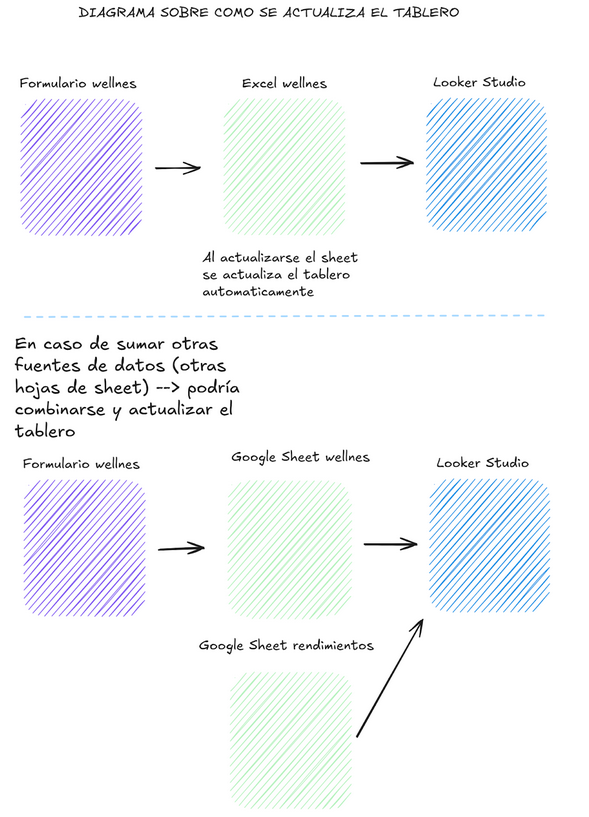 DIAGRAMA SOBRE COMO SE ACTUALIZA EL TABLERO
Formulario wellnes
Excel wellnes
Looker Studio
Al actualizarse el sheet
se actualiza el tablero
automaticamente
En caso de sumar otras
fuentes de datos (otras
hojas de sheet) --> podría
combinarse y actualizar el
tablero
Formulario wellnes
Google Sheet wellnes
Looker Studio
Google Sheet rendimientos